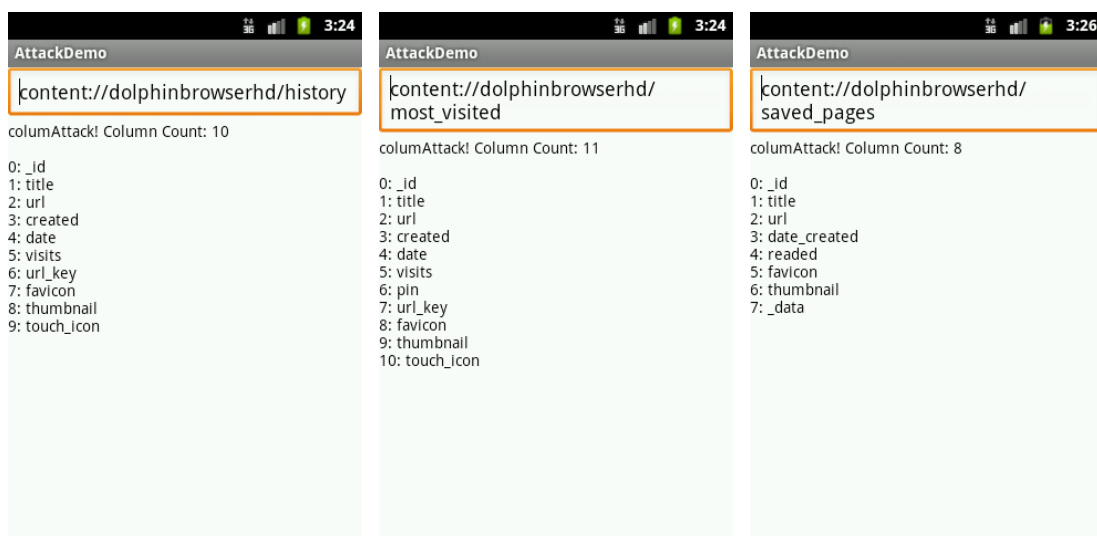 3G 3:24
AttackDemo
content://dolphinbrowserhd/history
columAttack! Column Count: 10
0: _id
1: title
2: url
3: created
4: date
5: visits
6: url_key
7: favicon
8: thumbnail
9: touch_icon
3G 3:24
AttackDemo
content://dolphinbrowserhd/
most_visited
columAttack! Column Count: 11
0: _id
1: title
2: url
3: created
4: date
5: visits
6: pin
7: url_key
8: favicon
9: thumbnail
10: touch_icon
3G 3:26
AttackDemo
content://dolphinbrowserhd/
saved_pages
columAttack! Column Count: 8
0: _id
1: title
2: url
3: date_created
4: readed
5: favicon
6: thumbnail
7: _data